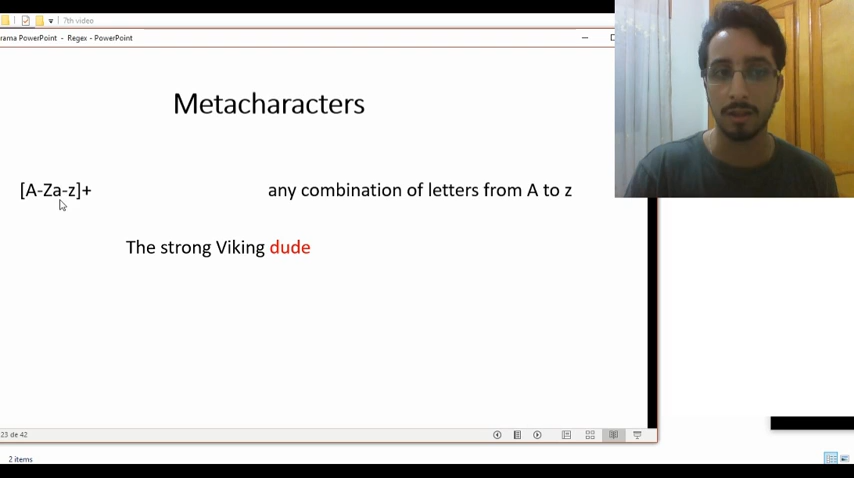 7th video
rama PowerPoint - Regex - PowerPoint
Metacharacters
[A-Za-z]+ any combination of letters from A to z
The strong Viking dude
23 de 42
2 items